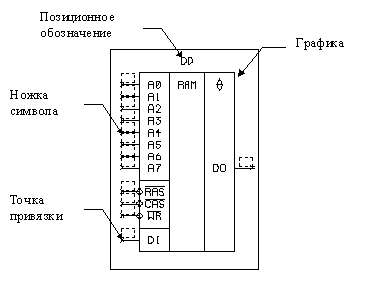 Позиционное
обозначение
Графика
DD
Ножка
символа
A0 RAM
A1
A2
A3
A4
A5
A6
A7 DO
RAS
CAS
WR
Точка
привязки
DI